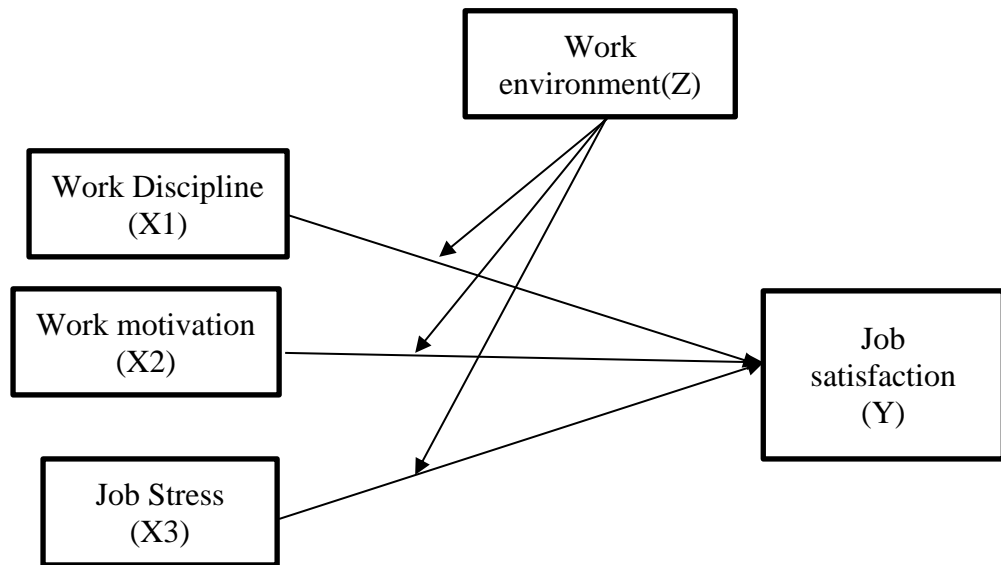 Work
environment(Z)
Work Discipline
(X1)
Work motivation
(X2)
Job
satisfaction
(Y)
Job Stress
(X3)